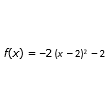 f(x) = –2 (x – 2)² – 2